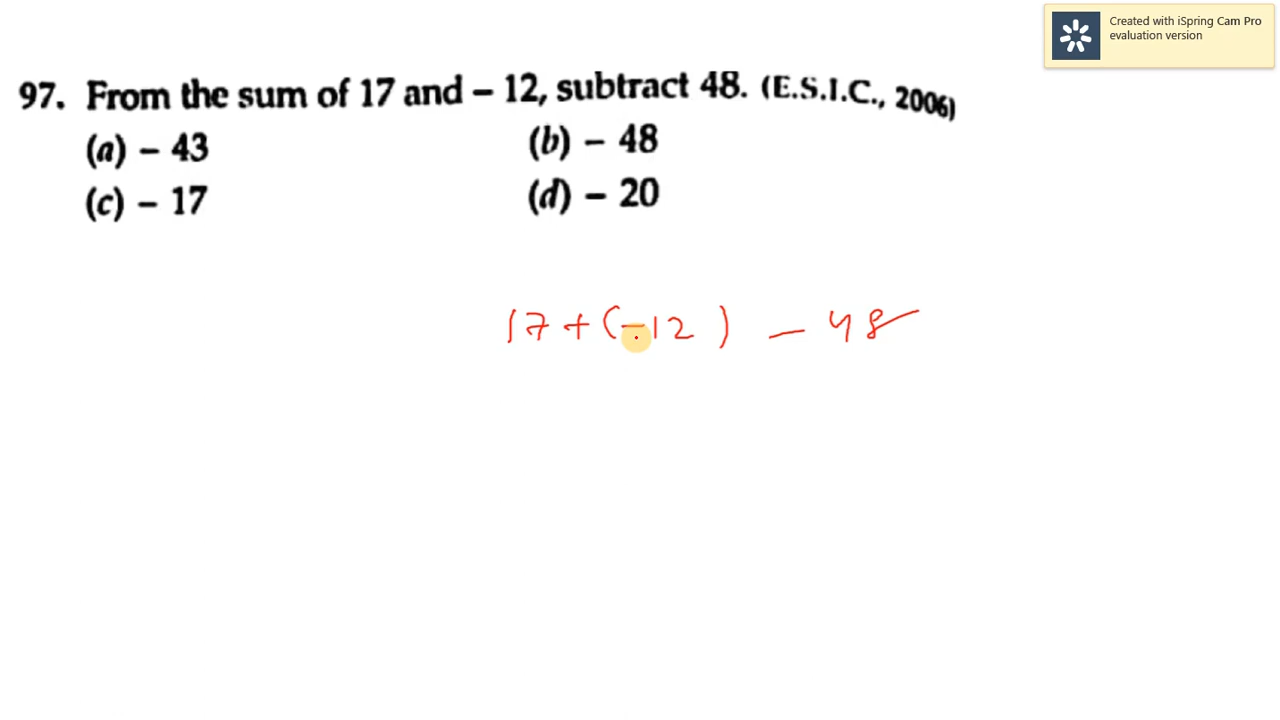 Created with iSpring Cam Pro
evaluation version
97. From the sum of 17 and – 12, subtract 48. (E.S.I.C., 2006)
(a) – 43 (b) – 48
(c) – 17 (d) – 20
17 + (-12) - 48